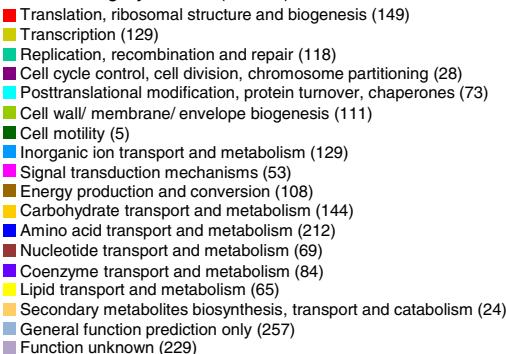 Translation, ribosomal structure and biogenesis (149)
Transcription (129)
Replication, recombination and repair (118)
Cell cycle control, cell division, chromosome partitioning (28)
Posttranslational modification, protein turnover, chaperones (73)
Cell wall/ membrane/ envelope biogenesis (111)
Cell motility (5)
Inorganic ion transport and metabolism (129)
Signal transduction mechanisms (53)
Energy production and conversion (108)
Carbohydrate transport and metabolism (144)
Amino acid transport and metabolism (212)
Nucleotide transport and metabolism (69)
Coenzyme transport and metabolism (84)
Lipid transport and metabolism (65)
Secondary metabolites biosynthesis, transport and catabolism (24)
General function prediction only (257)
Function unknown (229)